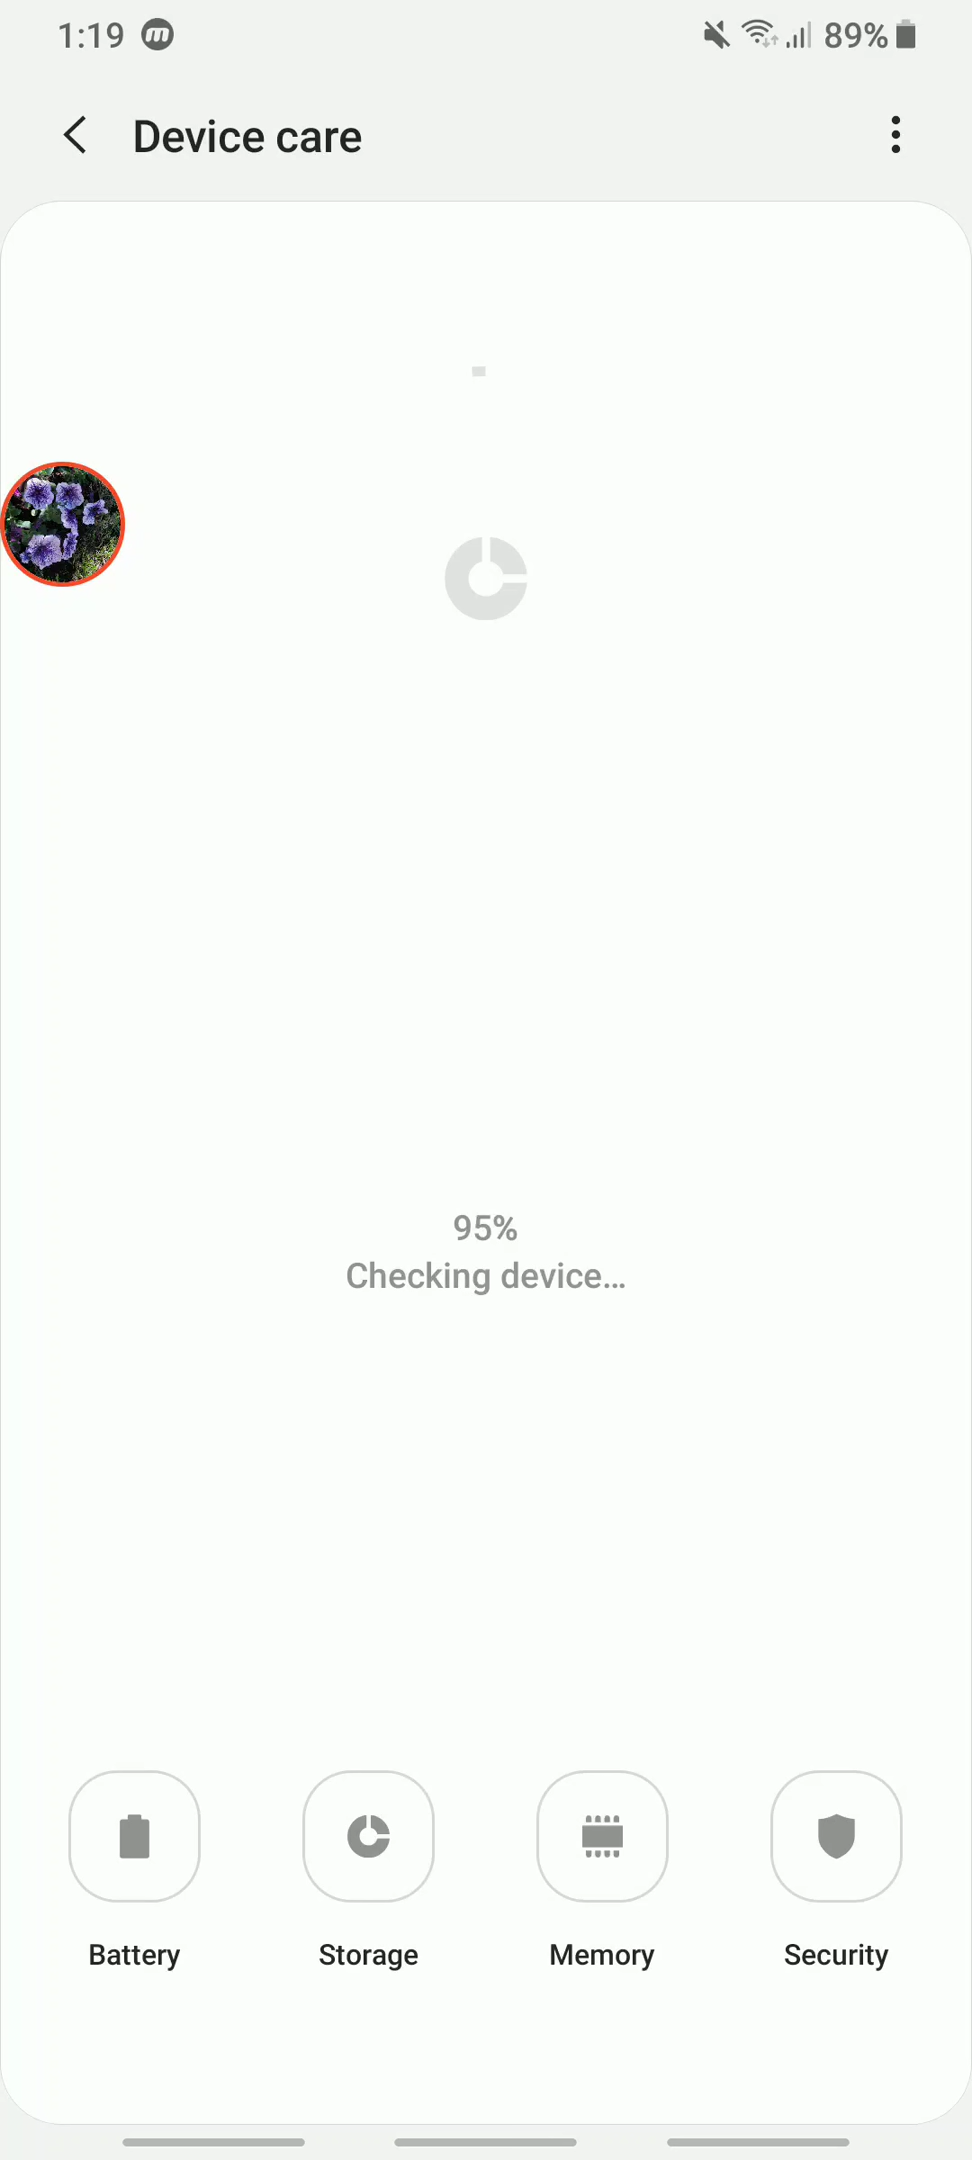 1:19 m 89%
Device care
95%
Checking device...
Battery Storage Memory Security